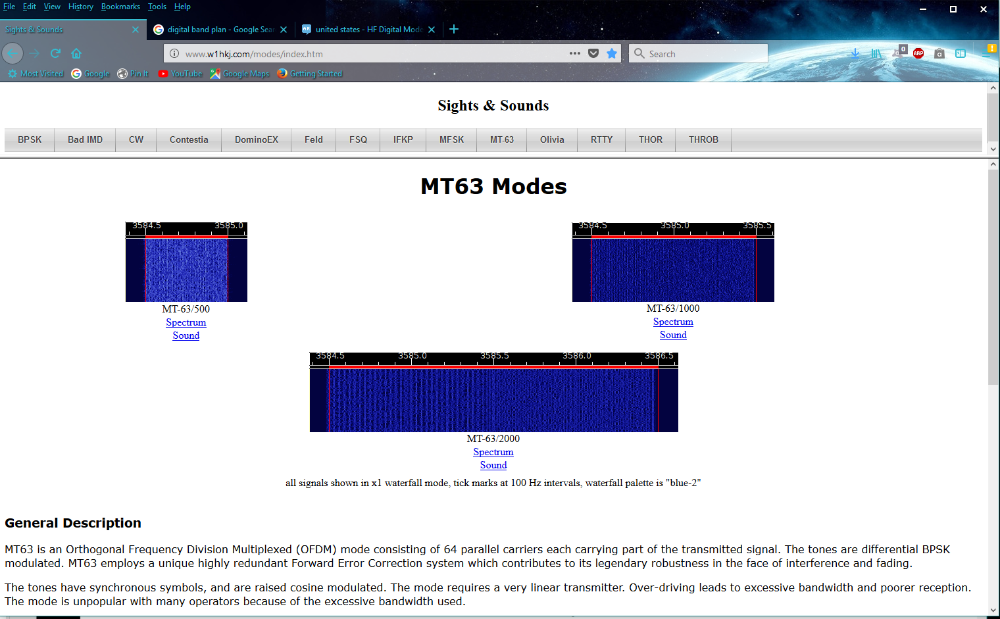 File Edit View History Bookmarks Tools Help
Sights & Sounds
digital band plan - Google Sear
united states - HF Digital Mode
www.w1hkj.com/modes/index.htm
Search
0
ABP
a
Most Visited Google Pin It YouTube Google Maps Getting Started
Sights & Sounds
BPSK Bad IMD CW Contestia DominoEX Feld FSQ IFKP MFSK MT-63 Olivia RTTY THOR THROB
MT63 Modes
3584.5 3585.0
MT-63/500
Spectrum
Sound
3584.5 3585.0 3585.5
MT-63/1000
Spectrum
Sound
3584.5 3585.0 3585.5 3586.0 3586.5
MT-63/2000
Spectrum
Sound
all signals shown in x1 waterfall mode, tick marks at 100 Hz intervals, waterfall palette is "blue-2"
General Description
MT63 is an Orthogonal Frequency Division Multiplexed (OFDM) mode consisting of 64 parallel carriers each carrying part of the transmitted signal. The tones are differential BPSK
modulated. MT63 employs a unique highly redundant Forward Error Correction system which contributes to its legendary robustness in the face of interference and fading.
The tones have synchronous symbols, and are raised cosine modulated. The mode requires a very linear transmitter. Over-driving leads to excessive bandwidth and poorer reception.
The mode is unpopular with many operators because of the excessive bandwidth used.